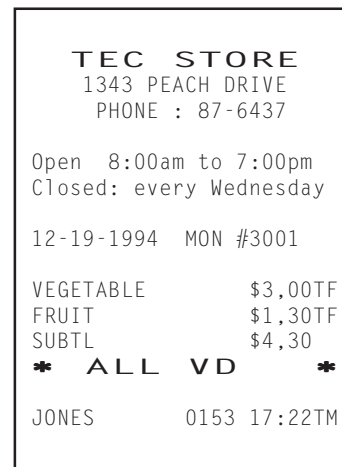 TEC STORE
1343 PEACH DRIVE
PHONE : 87-6437
Open 8:00am to 7:00pm
Closed: every Wednesday
12-19-1994 MON #3001
VEGETABLE $3,00TF
FRUIT $1,30TF
SUBTL $4,30
* ALL VD *
JONES 0153 17:22TM